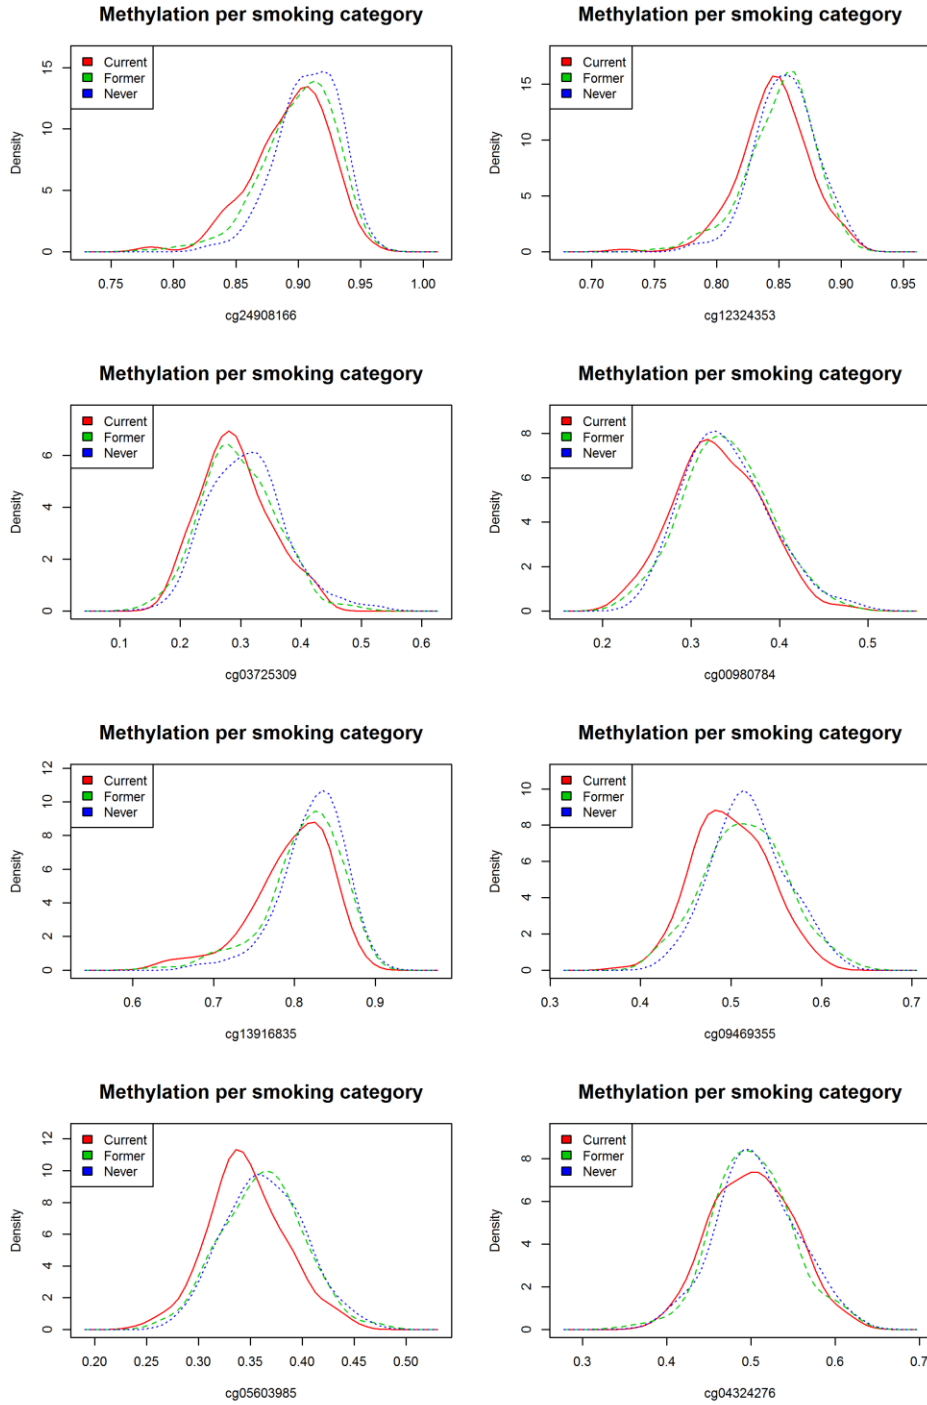 Methylation per smoking category
Current
Former
Never
Density
0 5 10 15
0.75 0.80 0.85 0.90 0.95 1.00
cg24908166
Methylation per smoking category
Current
Former
Never
Density
0 5 10 15
0.70 0.75 0.80 0.85 0.90 0.95
cg12324353
Methylation per smoking category
Current
Former
Never
Density
0 2 4 6
0.1 0.2 0.3 0.4 0.5 0.6
cg03725309
Methylation per smoking category
Current
Former
Never
Density
0 2 4 6 8
0.2 0.3 0.4 0.5
cg00980784
Methylation per smoking category
Current
Former
Never
Density
0 2 4 6 8 10 12
0.6 0.7 0.8 0.9
cg13916835
Methylation per smoking category
Current
Former
Never
Density
0 2 4 6 8 10
0.3 0.4 0.5 0.6 0.7
cg09469355
Methylation per smoking category
Current
Former
Never
Density
0 2 4 6 8 10 12
0.20 0.25 0.30 0.35 0.40 0.45 0.50
cg05603985
Methylation per smoking category
Current
Former
Never
Density
0 2 4 6 8
0.3 0.4 0.5 0.6 0.7
cg04324276